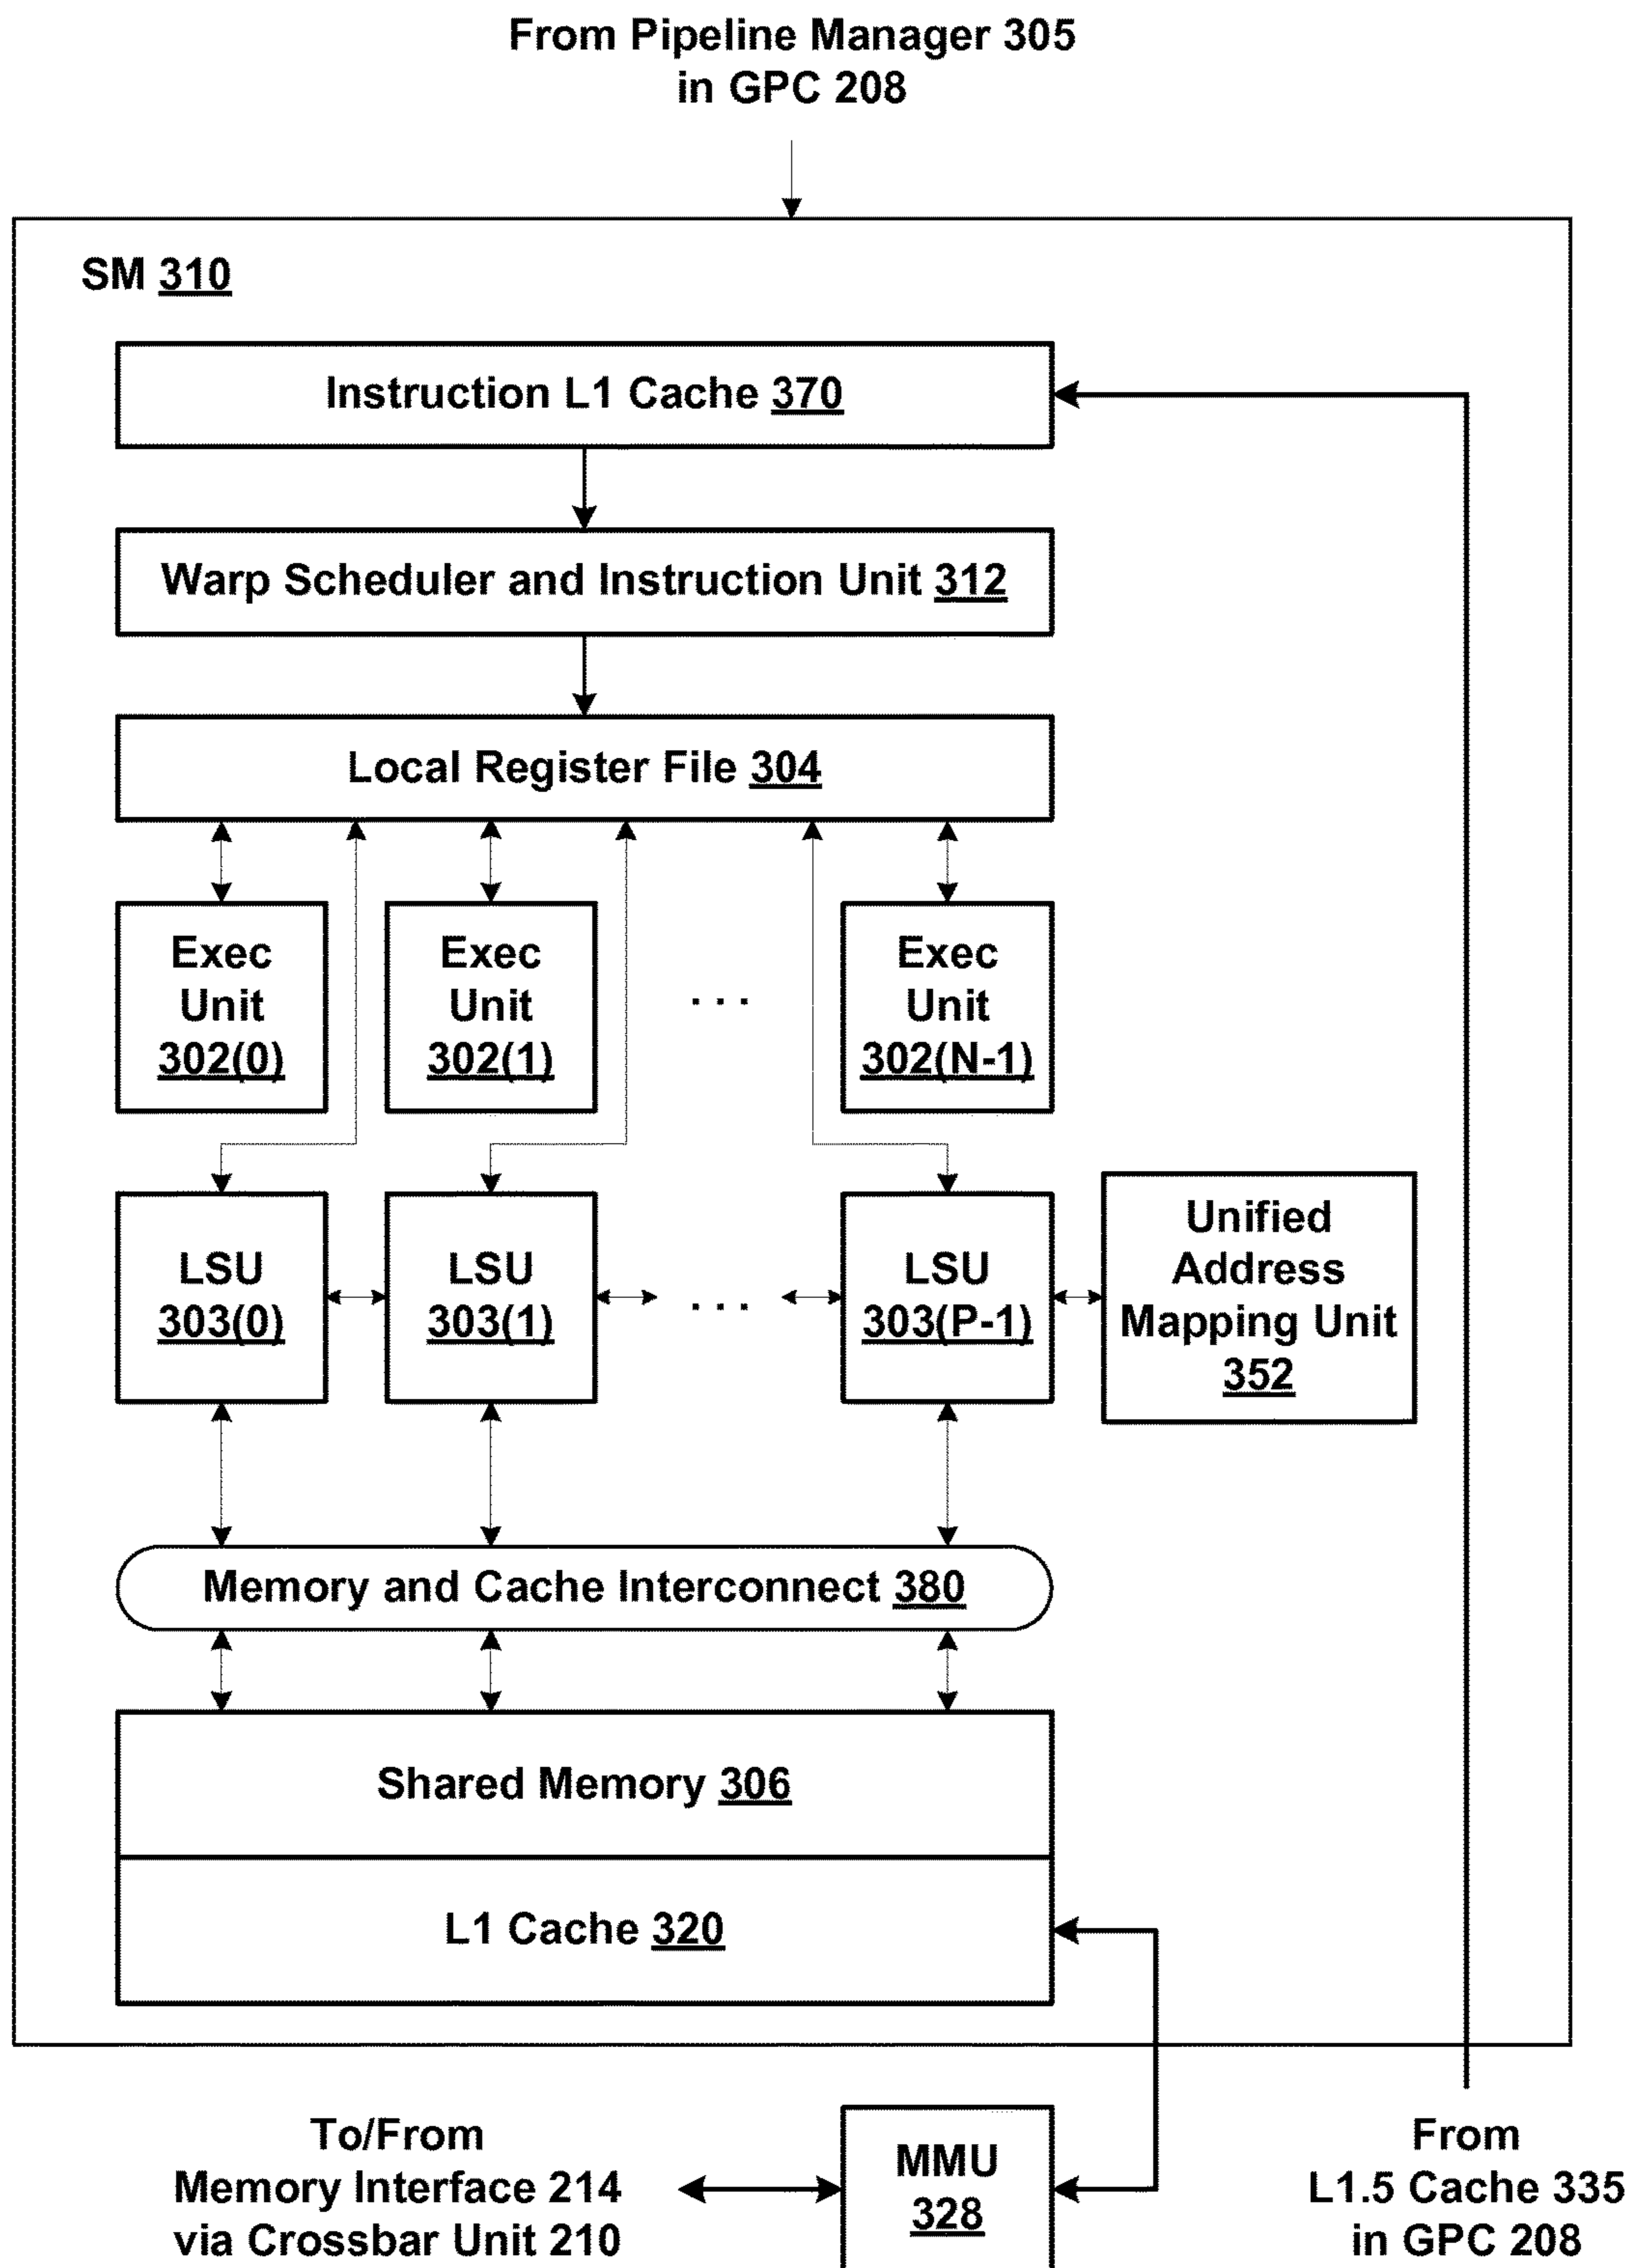 From Pipeline Manager 305
in GPC 208
SM 310
Instruction L1 Cache 370
Warp Scheduler and Instruction Unit 312
Local Register File 304
Exec
Unit
302(0)
Exec
Unit
302(1)
. . .
Exec
Unit
302(N-1)
LSU
303(0)
LSU
303(1)
. . .
LSU
303(P-1)
Unified
Address
Mapping Unit
352
Memory and Cache Interconnect 380
Shared Memory 306
L1 Cache 320
To/From
Memory Interface 214
via Crossbar Unit 210
MMU
328
From
L1.5 Cache 335
in GPC 208